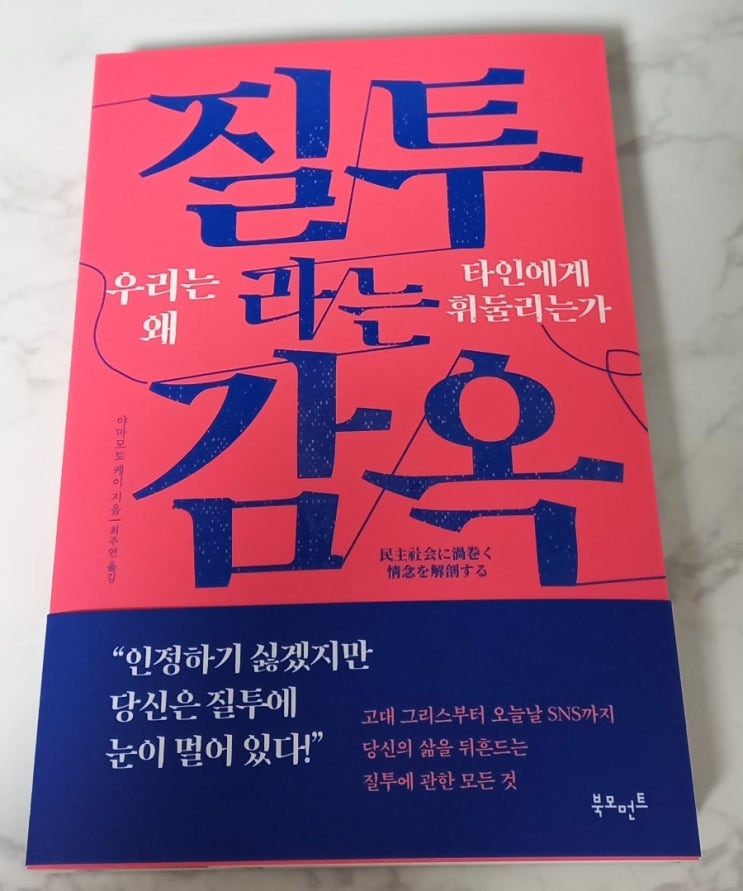 질투
우리는
왜
라는
타인에게
휘둘리는가
감옥
야마모토 케이 지음 | 최주연 옮김
民主社会に渦巻く
情念を解剖する
“인정하기 싫겠지만
당신은 질투에
눈이 멀어 있다!”
고대 그리스부터 오늘날 SNS까지
당신의 삶을 뒤흔드는
질투에 관한 모든 것
북모먼트